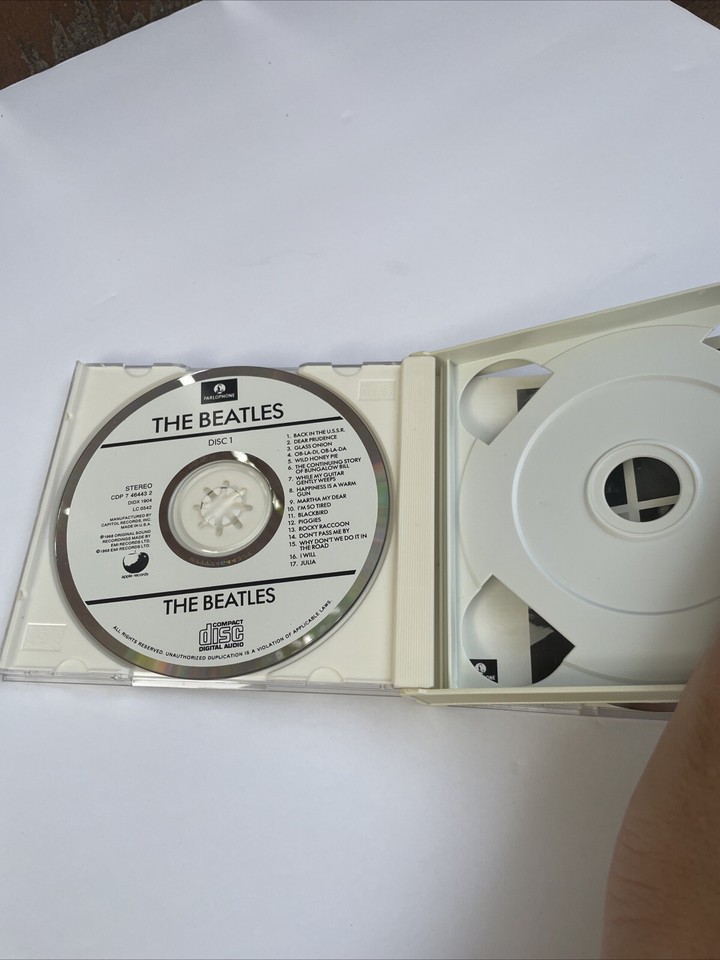 PARLOPHONE
THE BEATLES
DISC 1
STEREO
CDP 7 46443 2
DIDX 1904
LC 0542
MANUFACTURED BY
CAPITOL RECORDS, INC.
MADE IN U.S.A.
℗ 1968 ORIGINAL SOUND
RECORDINGS MADE BY
EMI RECORDS LTD.
© 1968 EMI RECORDS LTD.
apple records
1. BACK IN THE U.S.S.R.
2. DEAR PRUDENCE
3. GLASS ONION
4. OB-LA-DI, OB-LA-DA
5. WILD HONEY PIE
6. THE CONTINUING STORY
OF BUNGALOW BILL
7. WHILE MY GUITAR
GENTLY WEEPS
8. HAPPINESS IS A WARM
GUN
9. MARTHA MY DEAR
10. I'M SO TIRED
11. BLACKBIRD
12. PIGGIES
13. ROCKY RACCOON
14. DON'T PASS ME BY
15. WHY DON'T WE DO IT IN
THE ROAD
16. I WILL
17. JULIA
THE BEATLES
COMPACT
disc
DIGITAL AUDIO
ALL RIGHTS RESERVED. UNAUTHORIZED DUPLICATION IS A VIOLATION OF APPLICABLE LAWS.